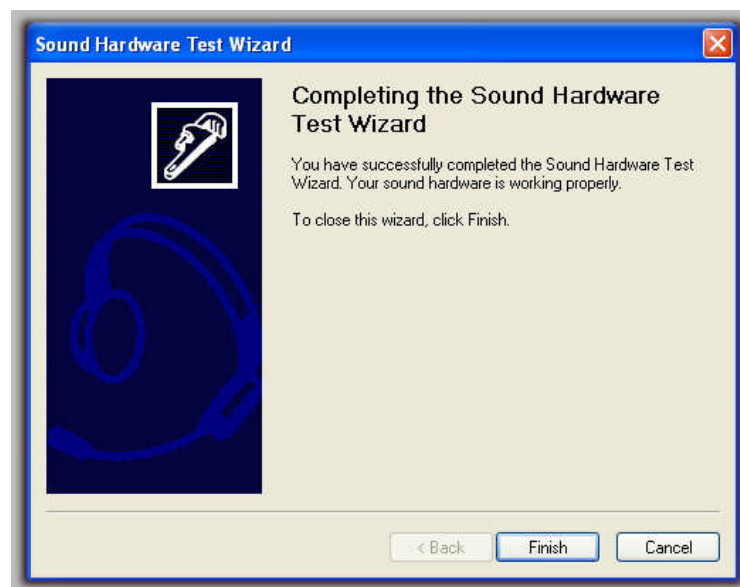 Sound Hardware Test Wizard
Completing the Sound Hardware
Test Wizard
You have successfully completed the Sound Hardware Test
Wizard. Your sound hardware is working properly.
To close this wizard, click Finish.
< Back
Finish
Cancel